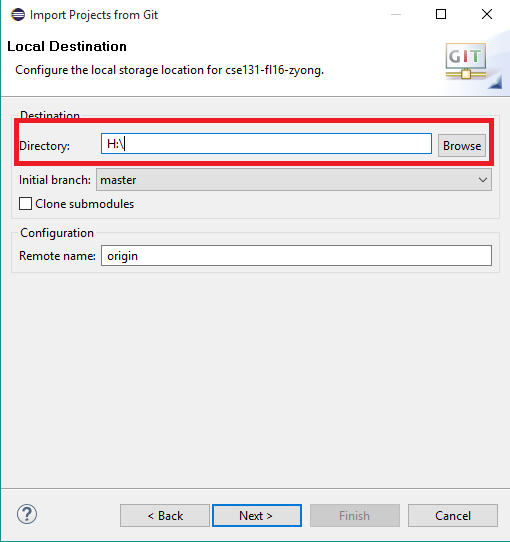 Import Projects from Git
Local Destination
Configure the local storage location for cse131-fl16-zyong.
GIT
Destination
Directory: H:\
Browse
Initial branch: master
Clone submodules
Configuration
Remote name: origin
?
< Back Next > Finish Cancel